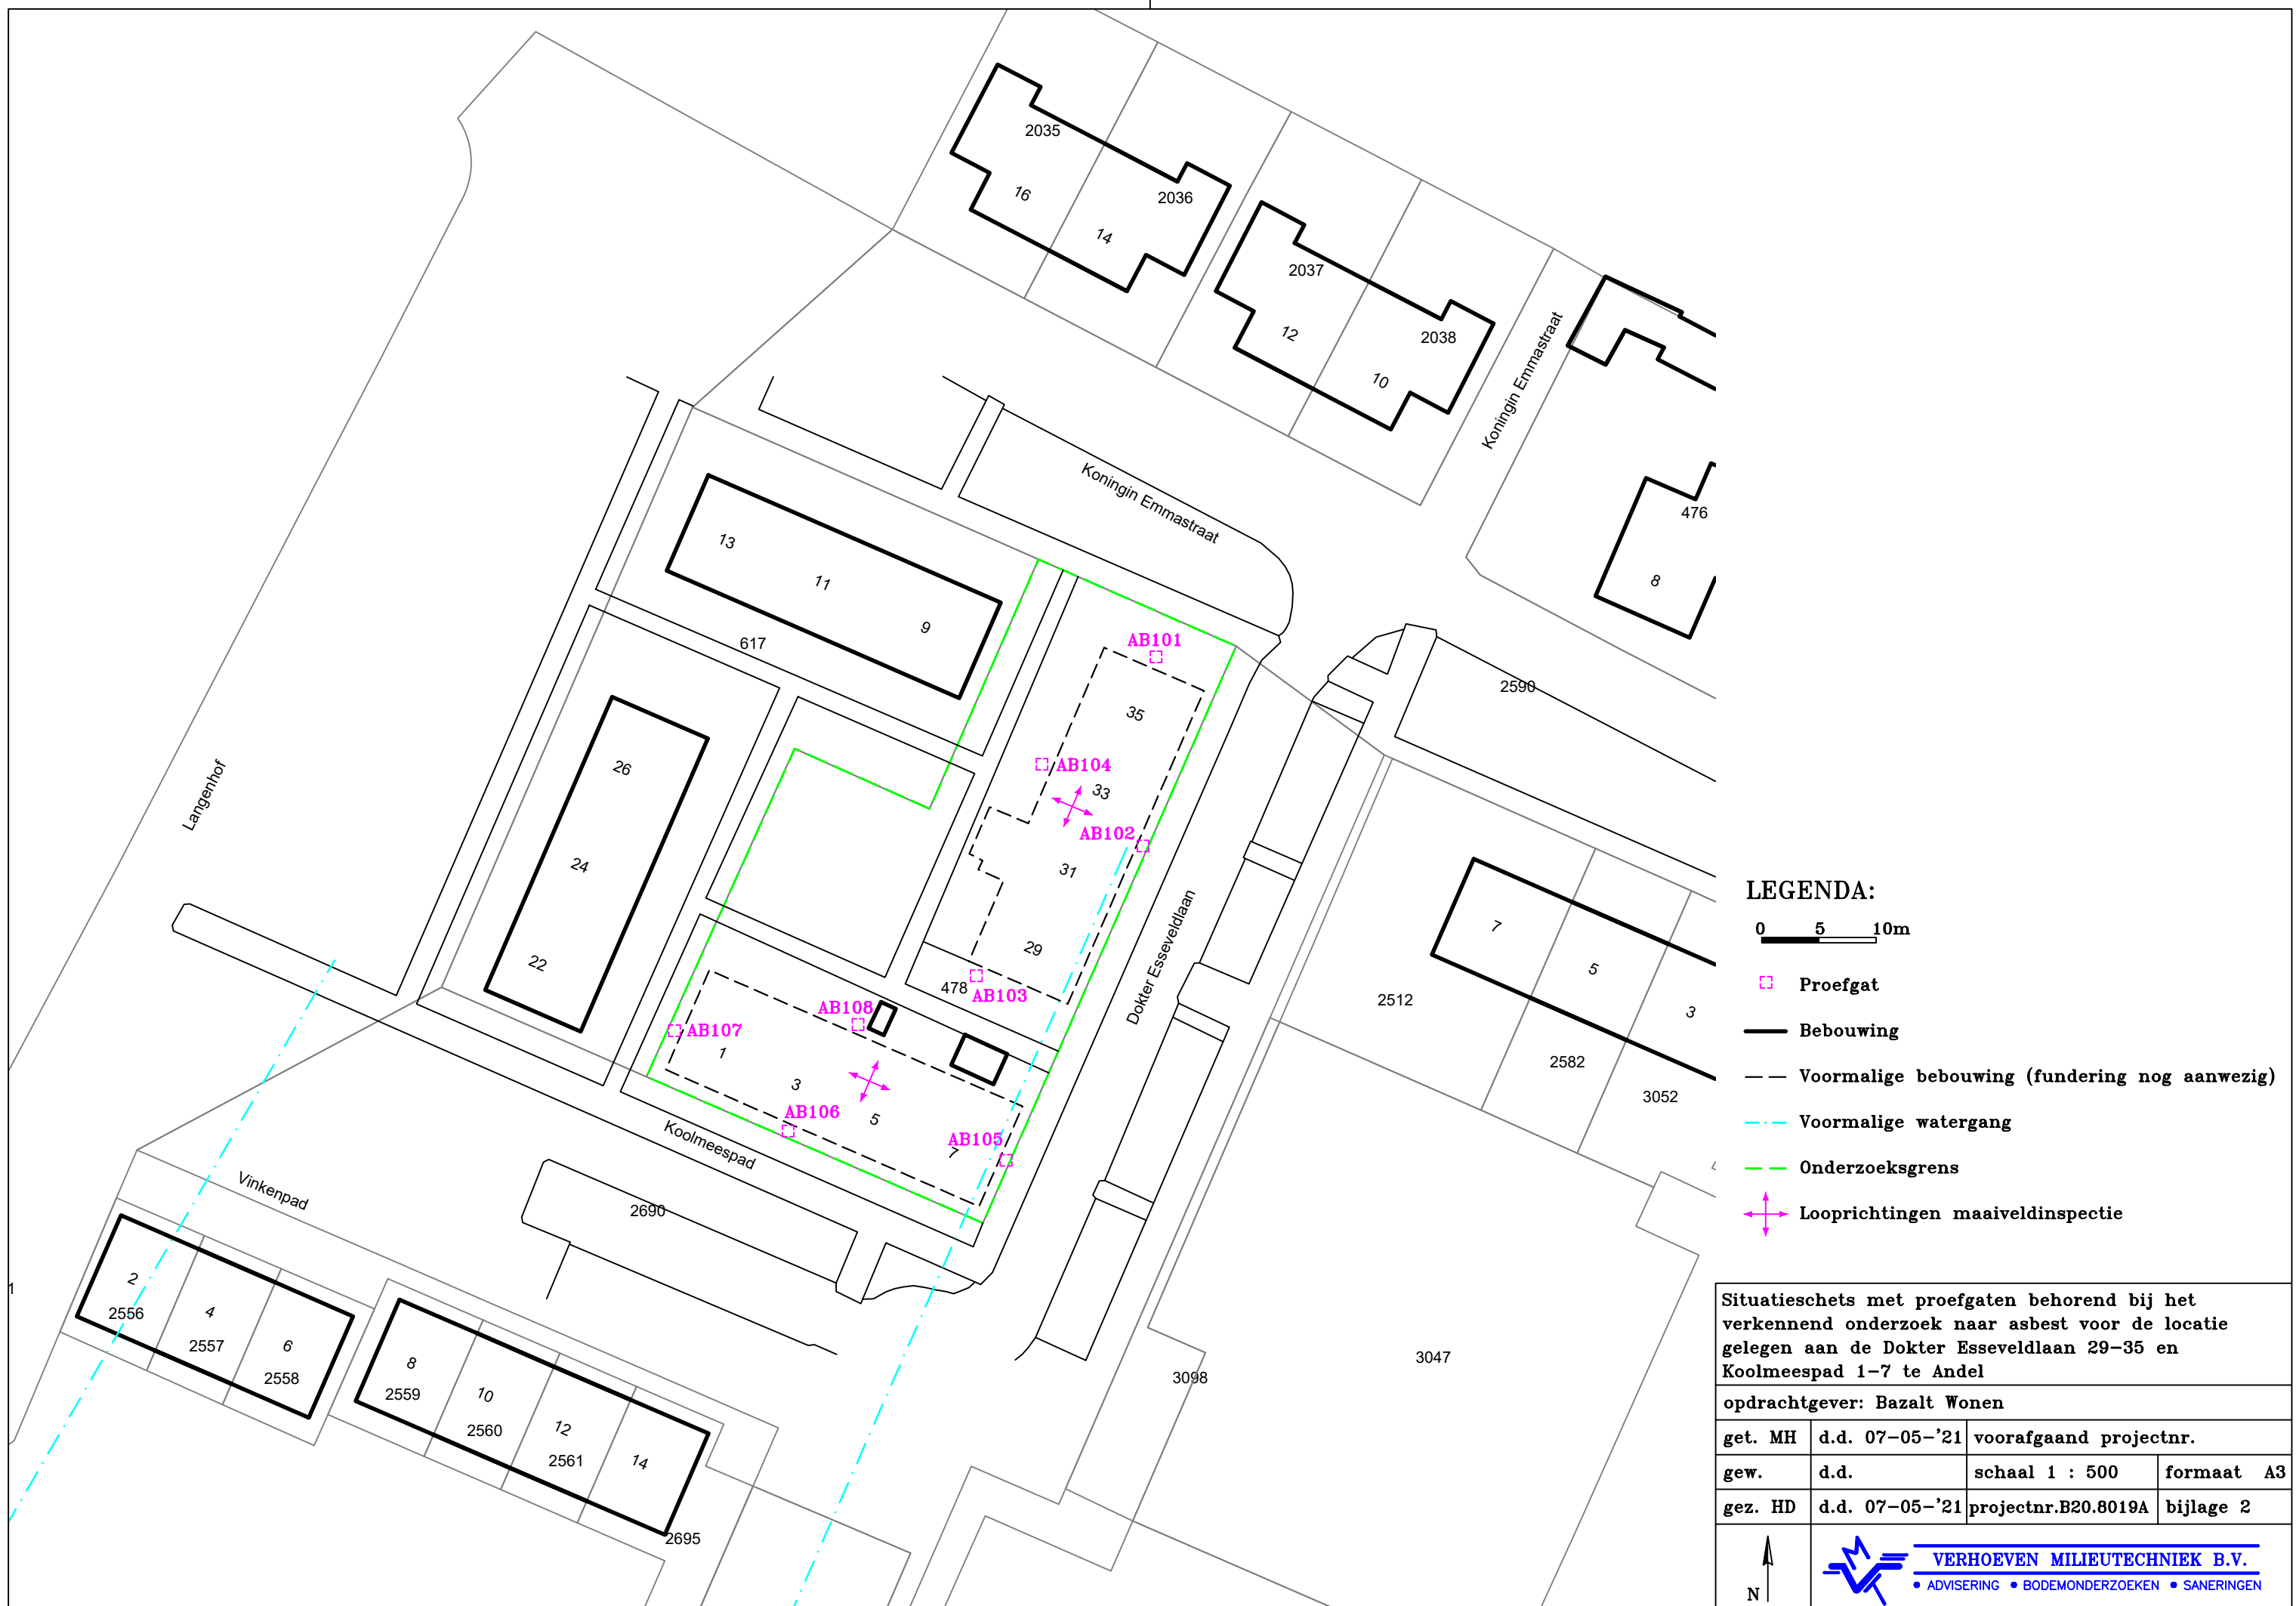 2035
16
2036
14
2037
12
2038
10
Koningin Emmastraat
Koningin Emmastraat
476
8
13
11
9
617
AB101
35
2590
AB104
33
AB102
31
29
26
24
22
Langenhof
478
AB103
Dokter Esseveldlaan
AB108
AB107
1
3
AB106
5
AB105
7
Koolmeespad
7
5
3
2512
2582
3052
Vinkenpad
2690
2
2556
4
2557
6
2558
8
2559
10
2560
12
2561
14
2695
1
3098
3047
LEGENDA:
0 5 10m
Proefgat
Bebouwing
Voormalige bebouwing (fundering nog aanwezig)
Voormalige watergang
Onderzoeksgrens
Looprichtingen maaiveldinspectie
Situatieschets met proefgaten behorend bij het
verkennend onderzoek naar asbest voor de locatie
gelegen aan de Dokter Esseveldlaan 29-35 en
Koolmeespad 1-7 te Andel
opdrachtgever: Bazalt Wonen
get. MH d.d. 07-05-'21 voorafgaand projectnr.
gew. d.d. schaal 1 : 500 formaat A3
gez. HD d.d. 07-05-'21 projectnr.B20.8019A bijlage 2
N
VERHOEVEN MILIEUTECHNIEK B.V.
• ADVISERING • BODEMONDERZOEKEN • SANERINGEN